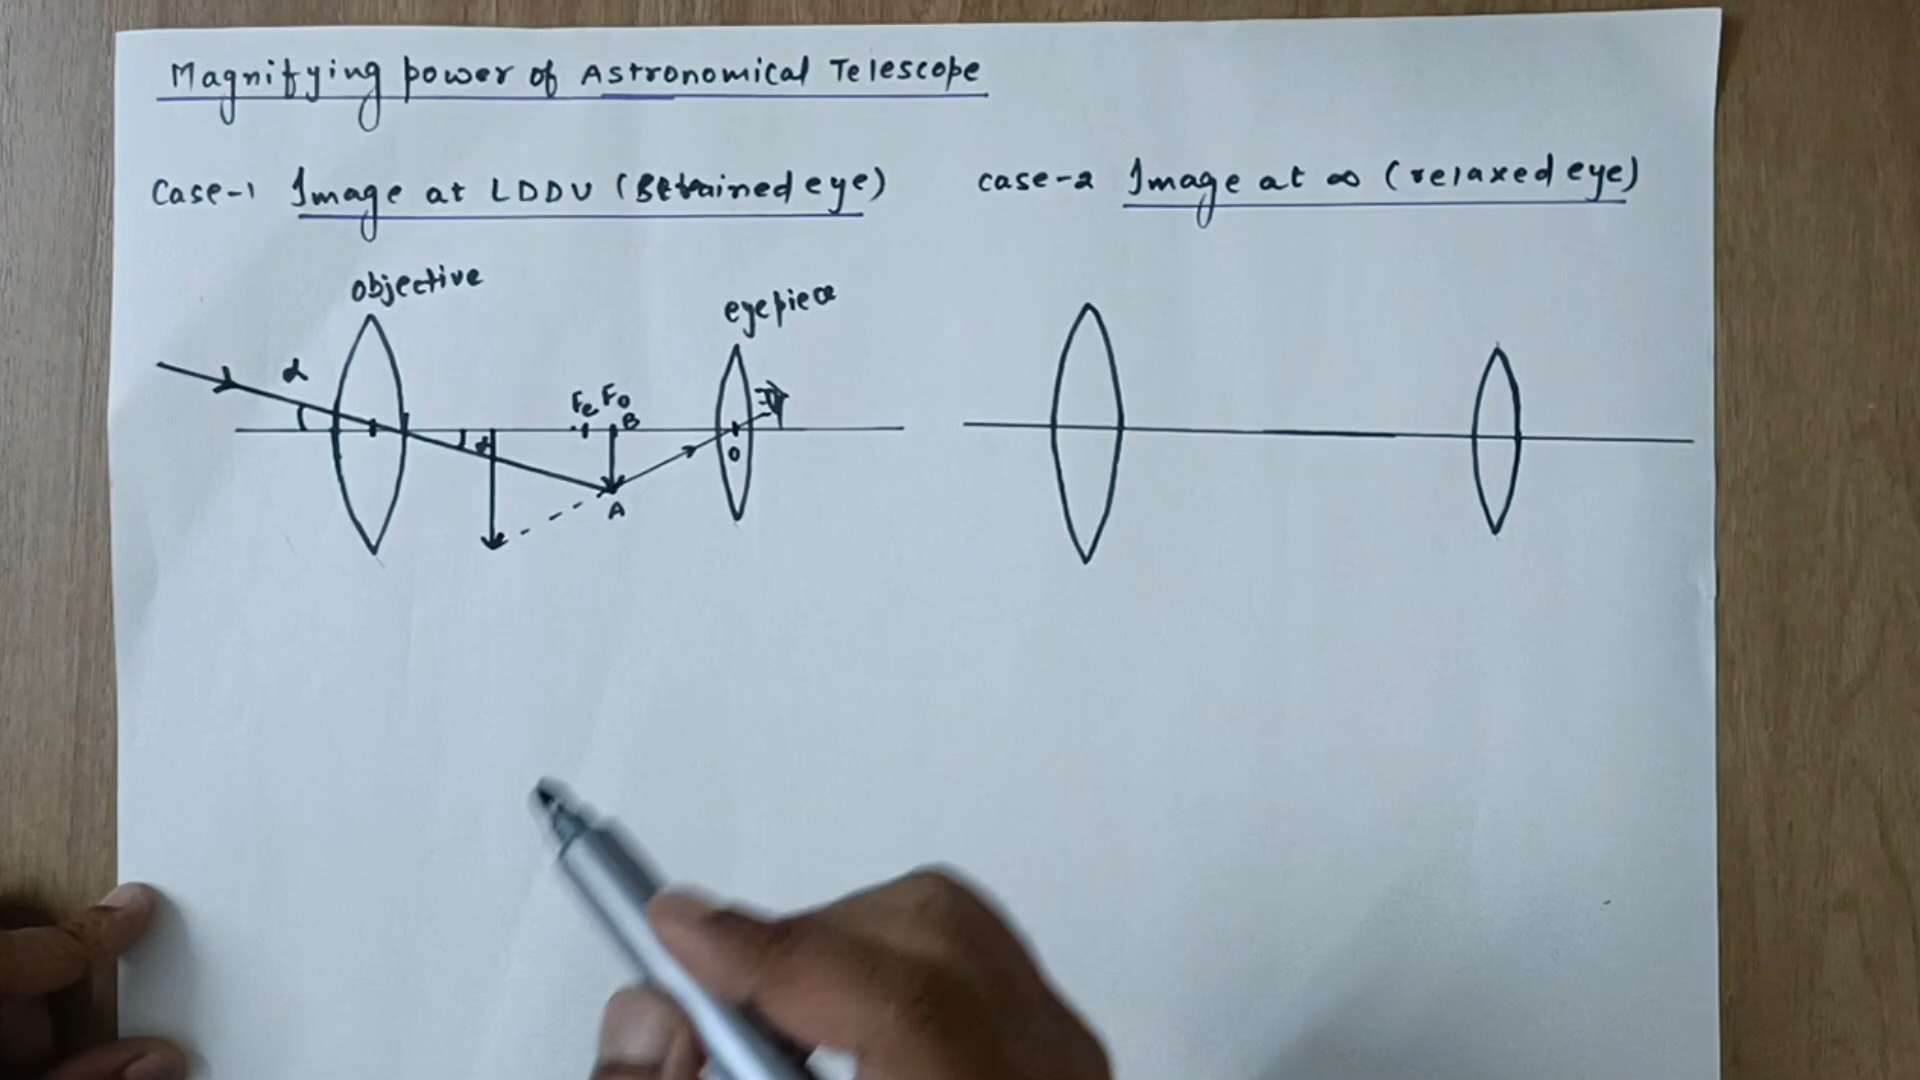 Magnifying power of Astronomical Telescope
Case-1 Image at LDDV (Strained eye)
case-2 Image at ∞ (relaxed eye)
objective
eyepiece
α
Fe Fo
B
α
O
A